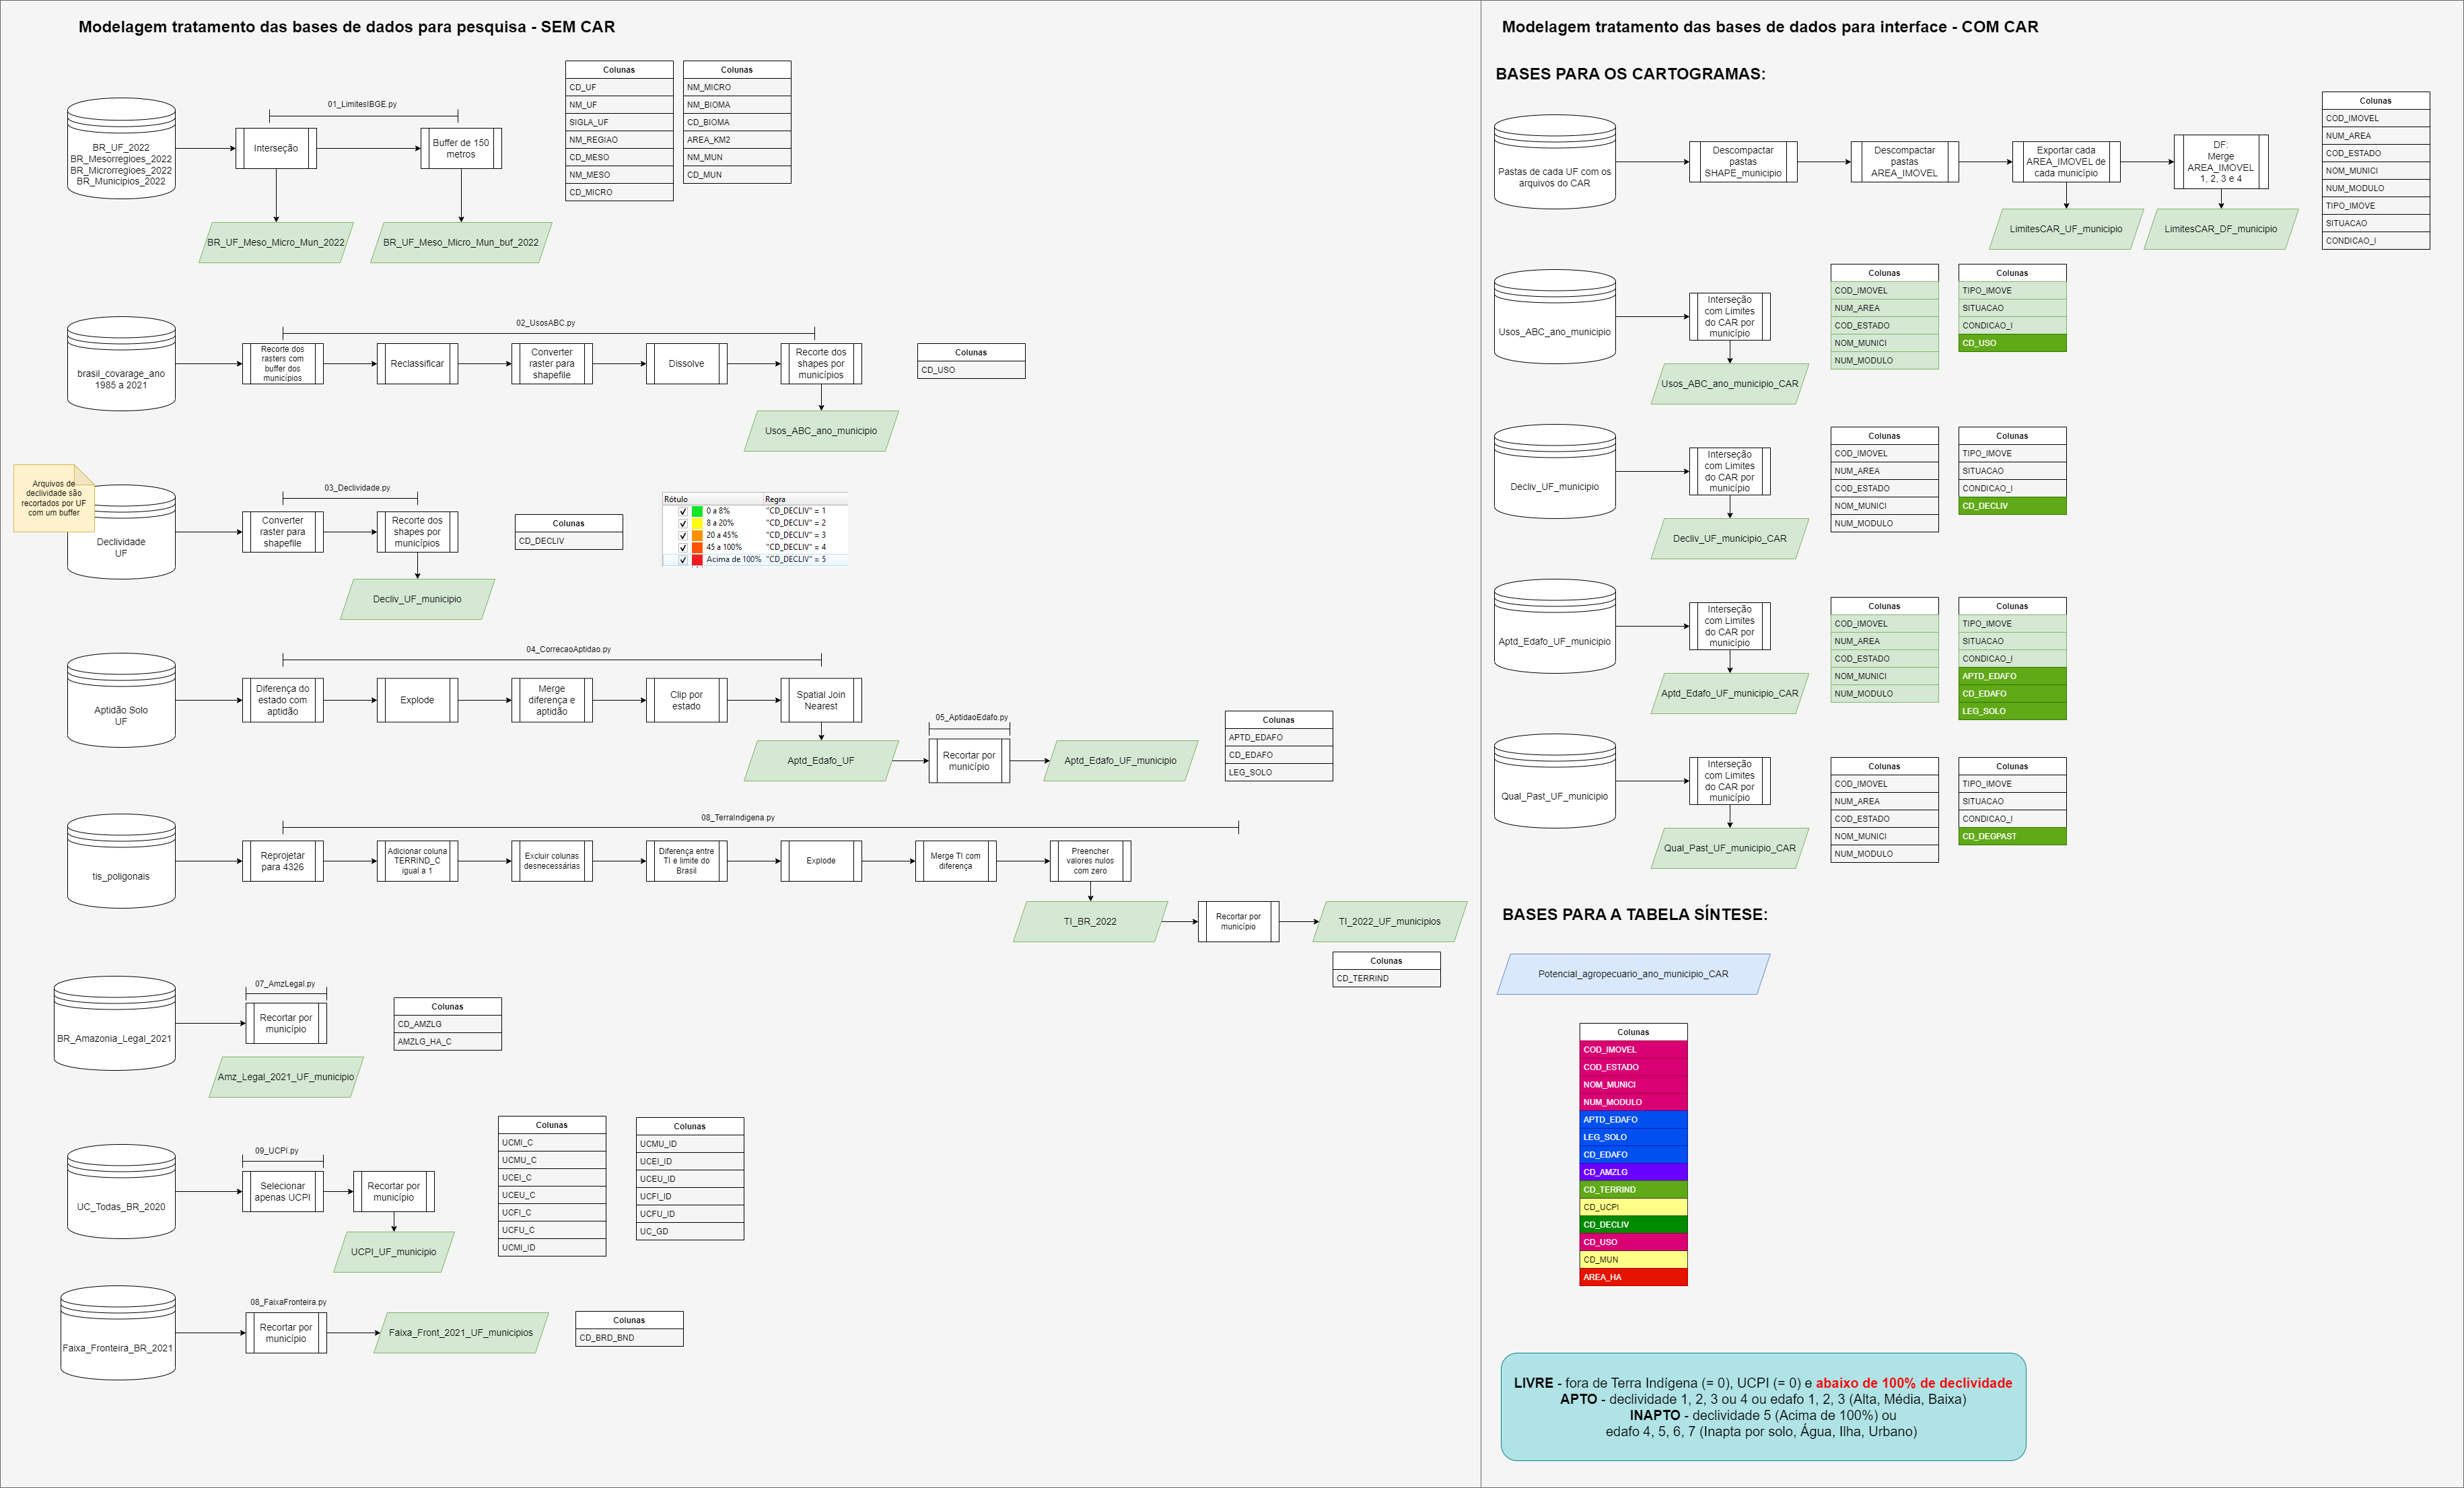 Modelagem tratamento das bases de dados para pesquisa - SEM CAR
BR_UF_2022
BR_Mesorregioes_2022
BR_Microrregioes_2022
BR_Municipios_2022
01_LimitesIBGE.py
Interseção
Buffer de 150
metros
BR_UF_Meso_Micro_Mun_2022
BR_UF_Meso_Micro_Mun_buf_2022
Colunas
CD_UF
NM_UF
SIGLA_UF
NM_REGIAO
CD_MESO
NM_MESO
CD_MICRO
Colunas
NM_MICRO
NM_BIOMA
CD_BIOMA
AREA_KM2
NM_MUN
CD_MUN
brasil_covarage_ano
1985 a 2021
02_UsosABC.py
Recorte dos
rasters com
buffer dos
municípios
Reclassificar
Converter
raster para
shapefile
Dissolve
Recorte dos
shapes por
municípios
Usos_ABC_ano_municipio
Colunas
CD_USO
Arquivos de
declividade são
recortados por UF
com um buffer
Declividade
UF
03_Declividade.py
Converter
raster para
shapefile
Recorte dos
shapes por
municípios
Decliv_UF_municipio
Colunas
CD_DECLIV
Rótulo Regra
0 a 8% "CD_DECLIV" = 1
8 a 20% "CD_DECLIV" = 2
20 a 45% "CD_DECLIV" = 3
45 a 100% "CD_DECLIV" = 4
Acima de 100% "CD_DECLIV" = 5
Aptidão Solo
UF
04_CorrecaoAptidao.py
Diferença do
estado com
aptidão
Explode
Merge
diferença e
aptidão
Clip por
estado
Spatial Join
Nearest
Aptd_Edafo_UF
05_AptidaoEdafo.py
Recortar por
município
Aptd_Edafo_UF_municipio
Colunas
APTD_EDAFO
CD_EDAFO
LEG_SOLO
tis_poligonais
08_TerraIndigena.py
Reprojetar
para 4326
Adicionar coluna
TERRIND_C
igual a 1
Excluir colunas
desnecessárias
Diferença entre
TI e limite do
Brasil
Explode
Merge TI com
diferença
Preencher
valores nulos
com zero
TI_BR_2022
Recortar por
município
TI_2022_UF_municipios
Colunas
CD_TERRIND
BR_Amazonia_Legal_2021
07_AmzLegal.py
Recortar por
município
Amz_Legal_2021_UF_municipio
Colunas
CD_AMZLG
AMZLG_HA_C
UC_Todas_BR_2020
09_UCPI.py
Selecionar
apenas UCPI
Recortar por
município
UCPI_UF_municipio
Colunas
UCMI_C
UCMU_C
UCEI_C
UCEU_C
UCFI_C
UCFU_C
UCMI_ID
Colunas
UCMU_ID
UCEI_ID
UCEU_ID
UCFI_ID
UCFU_ID
UC_GD
Faixa_Fronteira_BR_2021
08_FaixaFronteira.py
Recortar por
município
Faixa_Front_2021_UF_municipios
Colunas
CD_BRD_BND
Modelagem tratamento das bases de dados para interface - COM CAR
BASES PARA OS CARTOGRAMAS:
Pastas de cada UF com os
arquivos do CAR
Descompactar
pastas
SHAPE_municipio
Descompactar
pastas
AREA_IMOVEL
Exportar cada
AREA_IMOVEL de
cada município
DF:
Merge
AREA_IMOVEL
1, 2, 3 e 4
LimitesCAR_UF_municipio
LimitesCAR_DF_municipio
Colunas
COD_IMOVEL
NUM_AREA
COD_ESTADO
NOM_MUNICI
NUM_MODULO
TIPO_IMOVE
SITUACAO
CONDICAO_I
Usos_ABC_ano_municipio
Interseção
com Limites
do CAR por
município
Usos_ABC_ano_municipio_CAR
Colunas
COD_IMOVEL
NUM_AREA
COD_ESTADO
NOM_MUNICI
NUM_MODULO
Colunas
TIPO_IMOVE
SITUACAO
CONDICAO_I
CD_USO
Decliv_UF_municipio
Interseção
com Limites
do CAR por
município
Decliv_UF_municipio_CAR
Colunas
COD_IMOVEL
NUM_AREA
COD_ESTADO
NOM_MUNICI
NUM_MODULO
Colunas
TIPO_IMOVE
SITUACAO
CONDICAO_I
CD_DECLIV
Aptd_Edafo_UF_municipio
Interseção
com Limites
do CAR por
município
Aptd_Edafo_UF_municipio_CAR
Colunas
COD_IMOVEL
NUM_AREA
COD_ESTADO
NOM_MUNICI
NUM_MODULO
Colunas
TIPO_IMOVE
SITUACAO
CONDICAO_I
APTD_EDAFO
CD_EDAFO
LEG_SOLO
Qual_Past_UF_municipio
Interseção
com Limites
do CAR por
município
Qual_Past_UF_municipio_CAR
Colunas
COD_IMOVEL
NUM_AREA
COD_ESTADO
NOM_MUNICI
NUM_MODULO
Colunas
TIPO_IMOVE
SITUACAO
CONDICAO_I
CD_DEGPAST
BASES PARA A TABELA SÍNTESE:
Potencial_agropecuario_ano_municipio_CAR
Colunas
COD_IMOVEL
COD_ESTADO
NOM_MUNICI
NUM_MODULO
APTD_EDAFO
LEG_SOLO
CD_EDAFO
CD_AMZLG
CD_TERRIND
CD_UCPI
CD_DECLIV
CD_USO
CD_MUN
AREA_HA
LIVRE - fora de Terra Indígena (= 0), UCPI (= 0) e abaixo de 100% de declividade
APTO - declividade 1, 2, 3 ou 4 ou edafo 1, 2, 3 (Alta, Média, Baixa)
INAPTO - declividade 5 (Acima de 100%) ou
edafo 4, 5, 6, 7 (Inapta por solo, Água, Ilha, Urbano)